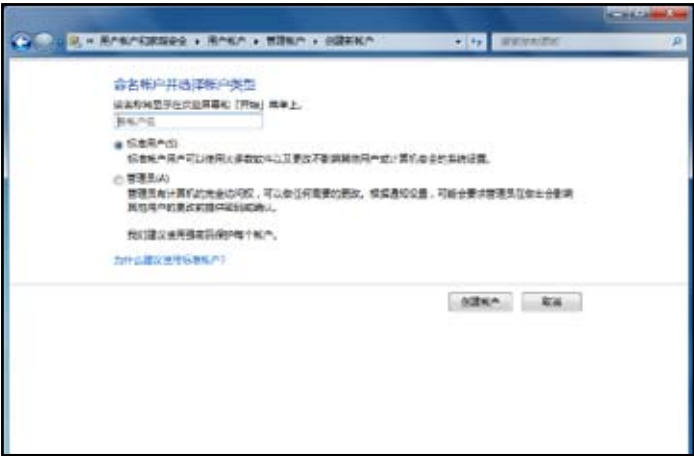 « 用户帐户和家庭安全 ▸ 用户帐户 ▸ 管理帐户 ▸ 创建新帐户
搜索控制面板
命名帐户并选择帐户类型
该名称将显示在欢迎屏幕和「开始」菜单上。
新帐户名
标准用户(S)
标准帐户用户可以使用大多数软件以及更改不影响其他用户或计算机安全的系统设置。
管理员(A)
管理员有计算机的完全访问权，可以做任何需要的更改。根据通知设置，可能会要求管理员在做出会影响
其他用户的更改前提供密码或确认。
我们建议使用强密码保护每个帐户。
为什么建议使用标准帐户?
创建帐户
取消